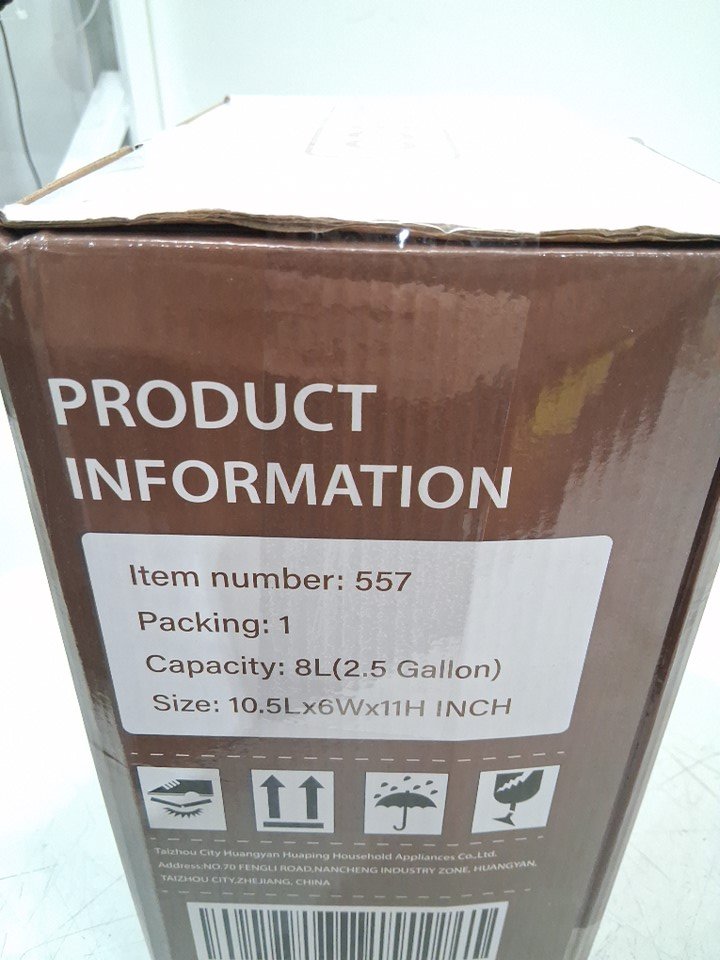 PRODUCT
INFORMATION
Item number: 557
Packing: 1
Capacity: 8L(2.5 Gallon)
Size: 10.5Lx6Wx11H INCH
Taizhou City Huangyan Huaping Household Appliances Co,.Ltd.
Address:NO.70 FENGLI ROAD,NANCHENG INDUSTRY ZONE, HUANGYAN,
TAIZHOU CITY,ZHEJIANG, CHINA